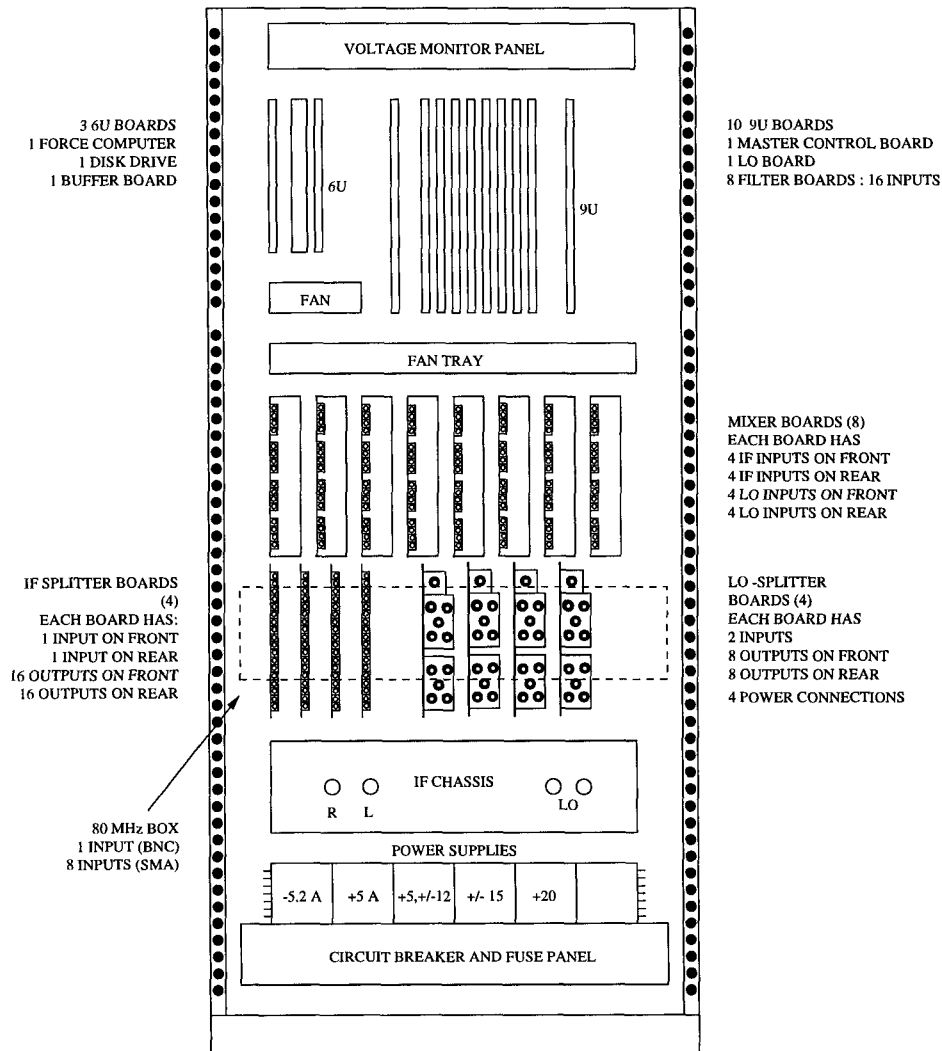 VOLTAGE MONITOR PANEL
3 6U BOARDS
1 FORCE COMPUTER
1 DISK DRIVE
1 BUFFER BOARD
6U
9U
10 9U BOARDS
1 MASTER CONTROL BOARD
1 LO BOARD
8 FILTER BOARDS : 16 INPUTS
FAN
FAN TRAY
MIXER BOARDS (8)
EACH BOARD HAS
4 IF INPUTS ON FRONT
4 IF INPUTS ON REAR
4 LO INPUTS ON FRONT
4 LO INPUTS ON REAR
IF SPLITTER BOARDS
(4)
EACH BOARD HAS:
1 INPUT ON FRONT
1 INPUT ON REAR
16 OUTPUTS ON FRONT
16 OUTPUTS ON REAR
LO -SPLITTER
BOARDS (4)
EACH BOARD HAS
2 INPUTS
8 OUTPUTS ON FRONT
8 OUTPUTS ON REAR
4 POWER CONNECTIONS
IF CHASSIS
R L LO
80 MHz BOX
1 INPUT (BNC)
8 INPUTS (SMA)
POWER SUPPLIES
-5.2 A +5 A +5,+/-12 +/- 15 +20
CIRCUIT BREAKER AND FUSE PANEL